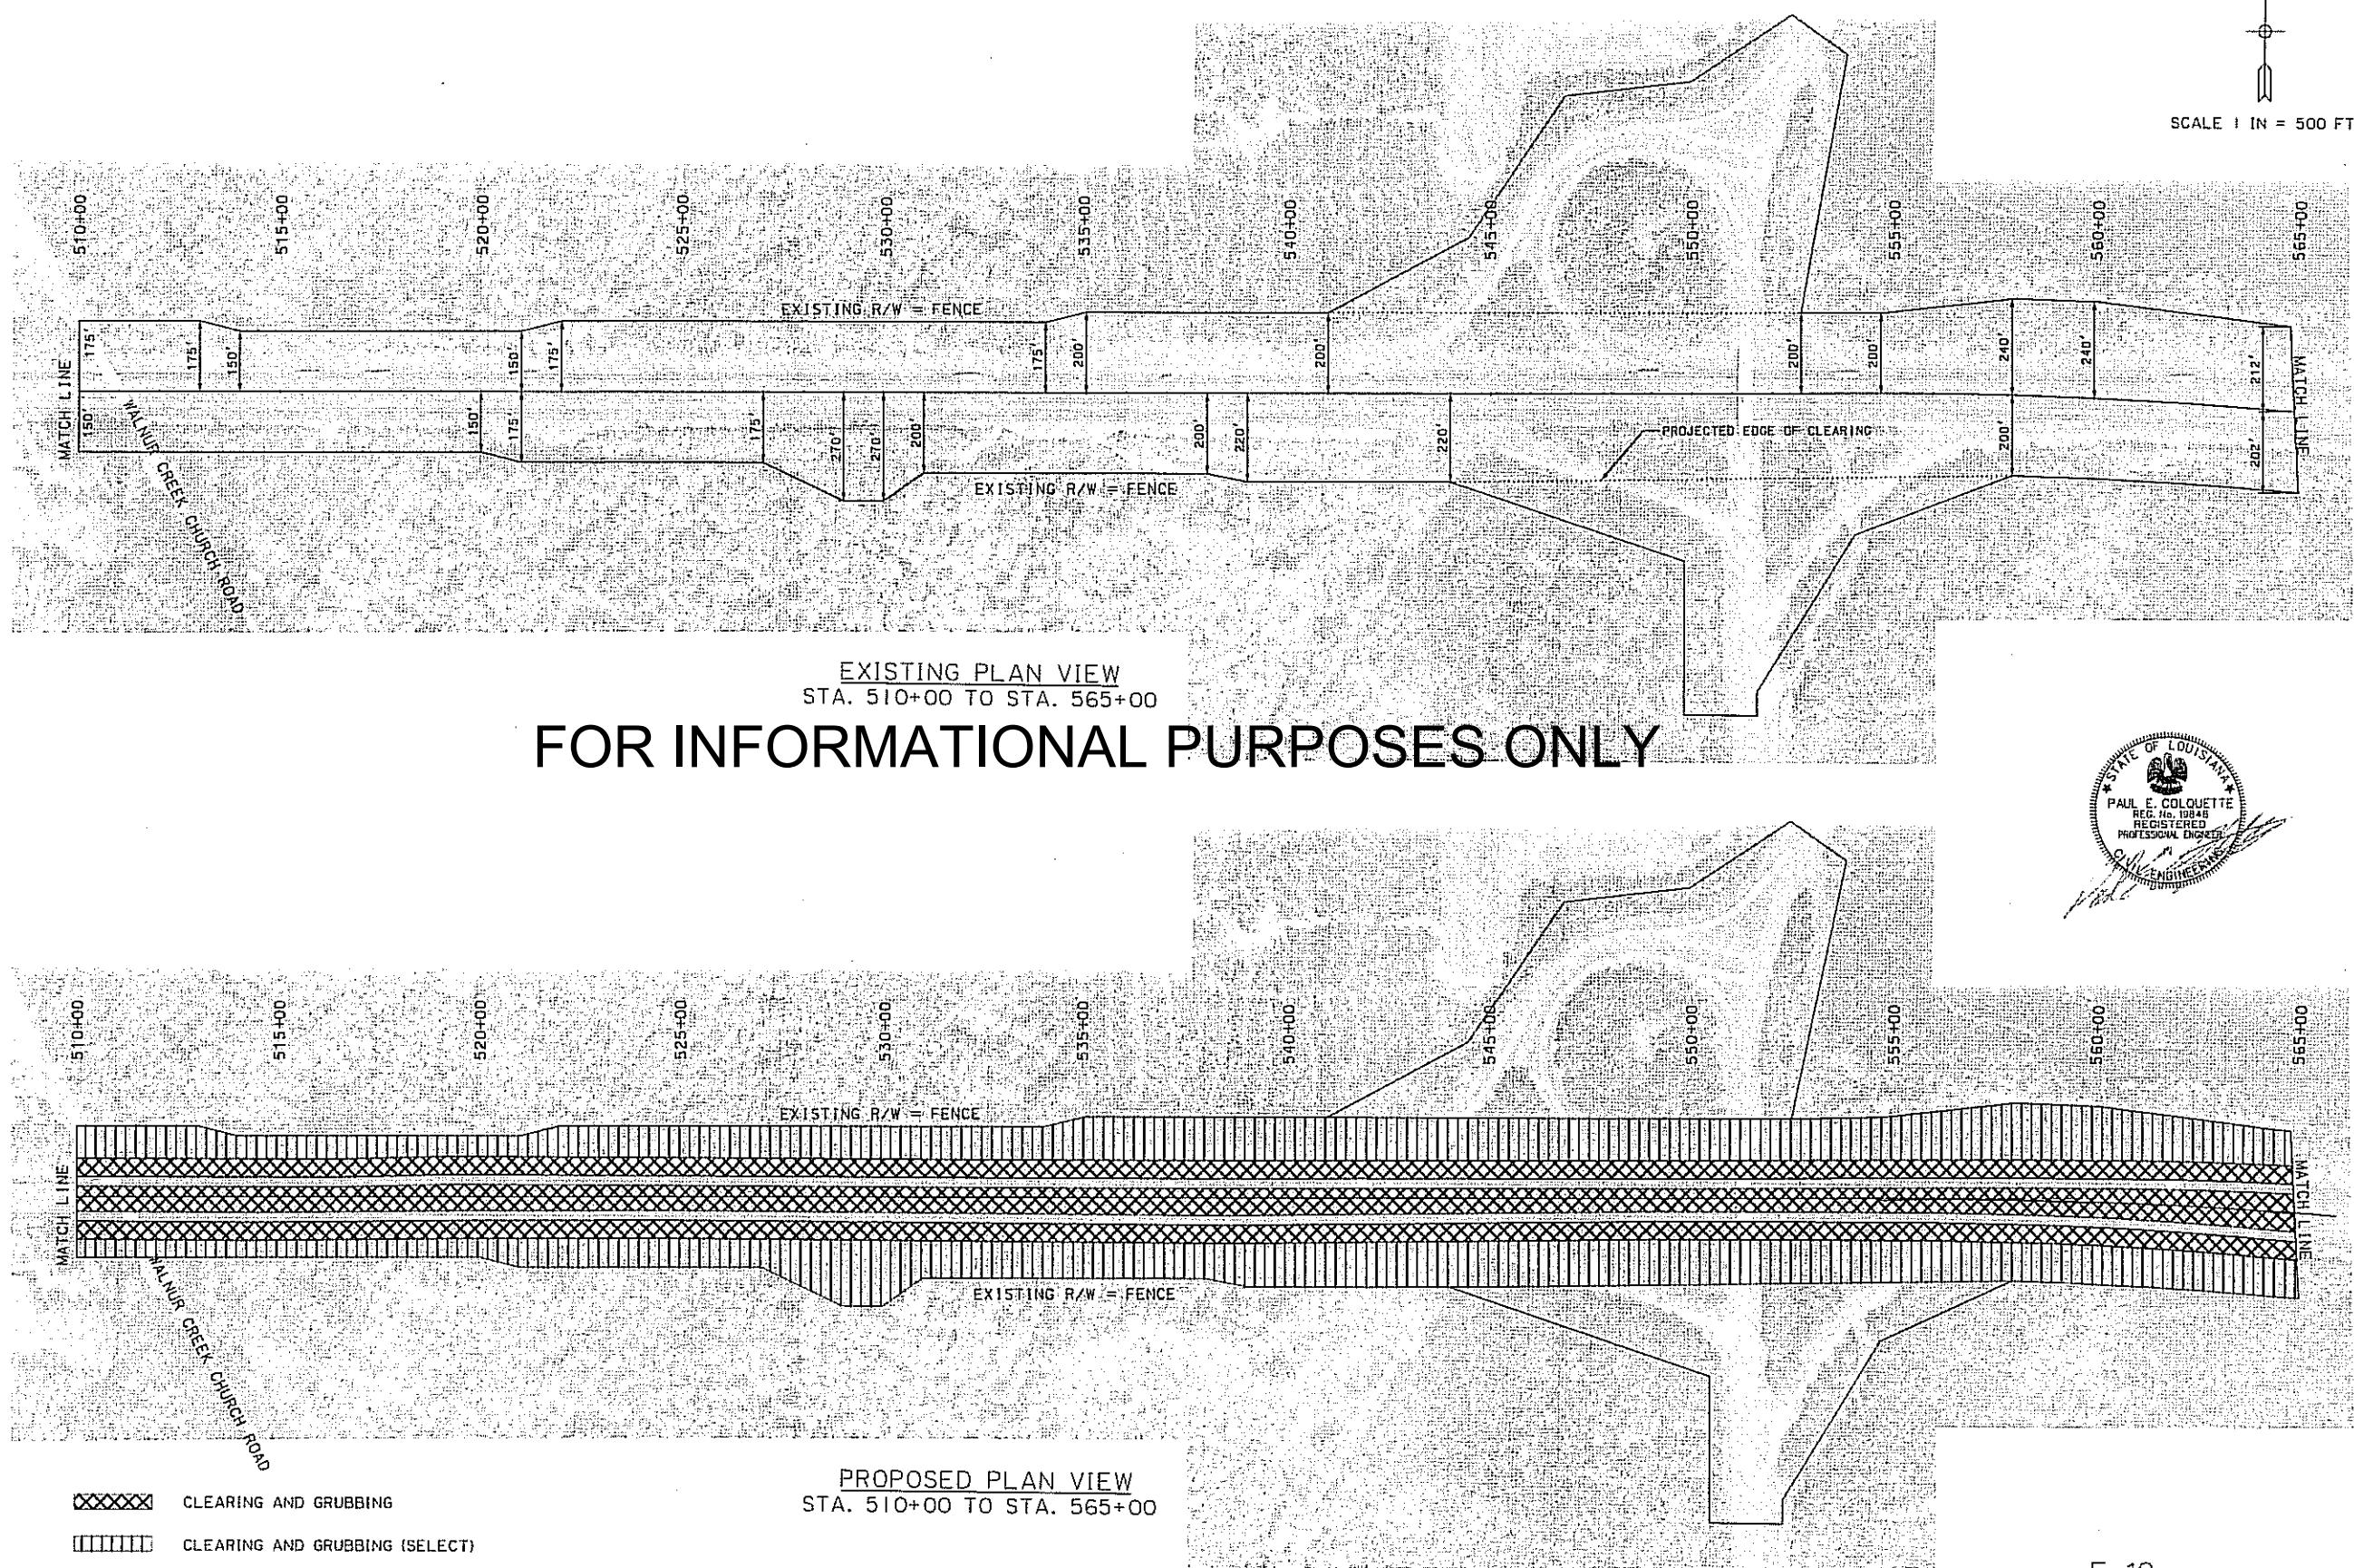 SCALE 1 IN = 500 FT
510+00
515+00
520+00
525+00
530+00
535+00
540+00
545+00
550+00
555+00
560+00
565+00
EXISTING R/W = FENCE
MATCH LINE
175'
175'
150'
150'
175'
175'
200'
200'
200'
200'
240'
240'
212'
MATCH LINE
150'
150'
175'
175'
270'
270'
200'
200'
220'
220'
200'
202'
PROJECTED EDGE OF CLEARING
EXISTING R/W = FENCE
WALNUR CREEK CHURCH ROAD
EXISTING PLAN VIEW
STA. 510+00 TO STA. 565+00
FOR INFORMATIONAL PURPOSES ONLY
STATE OF LOUISIANA
PAUL E. COLQUETTE
REG. No. 19846
REGISTERED
PROFESSIONAL ENGINEER
IN
CIVIL ENGINEERING
510+00
515+00
520+00
525+00
530+00
535+00
540+00
545+00
550+00
555+00
560+00
565+00
EXISTING R/W = FENCE
MATCH LINE
MATCH LINE
EXISTING R/W = FENCE
WALNUR CREEK CHURCH ROAD
PROPOSED PLAN VIEW
STA. 510+00 TO STA. 565+00
CLEARING AND GRUBBING
CLEARING AND GRUBBING (SELECT)